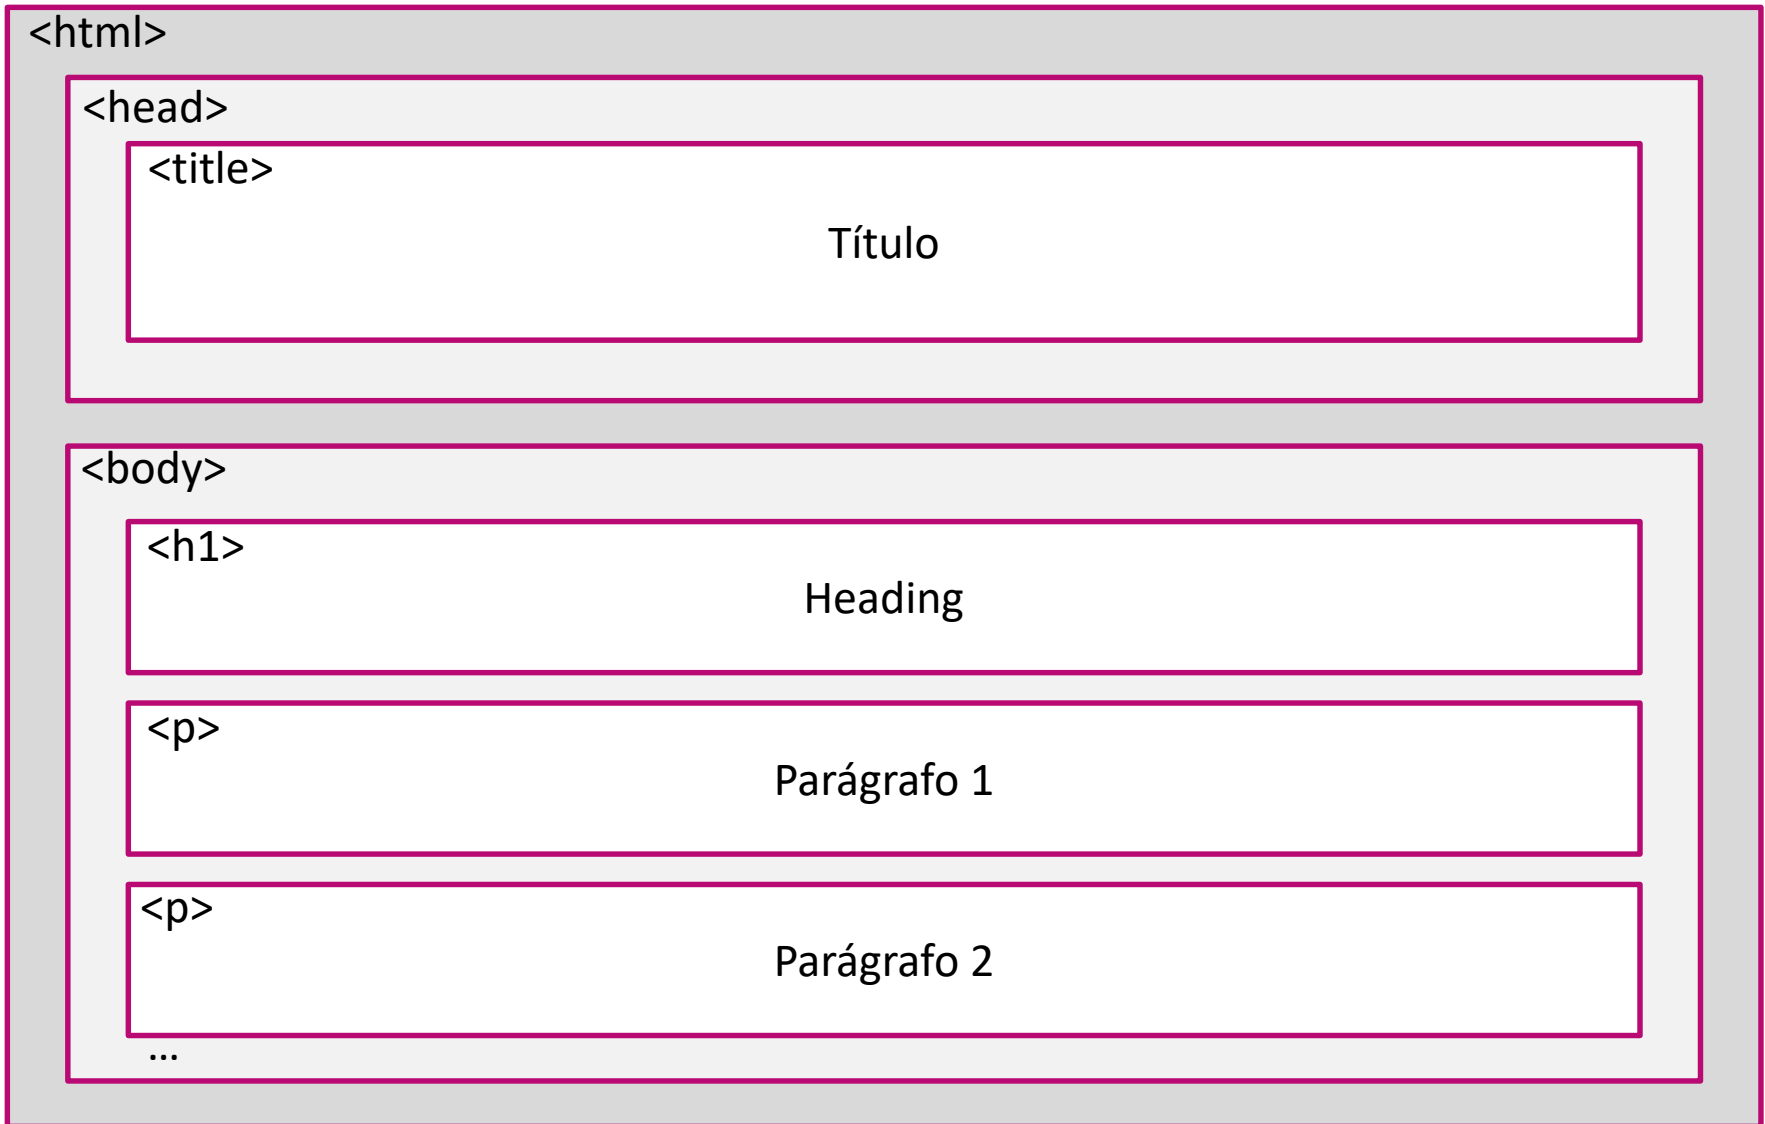 <html>
<head>
<title>
Título
<body>
<h1>
Heading
<p>
Parágrafo 1
<p>
Parágrafo 2
...